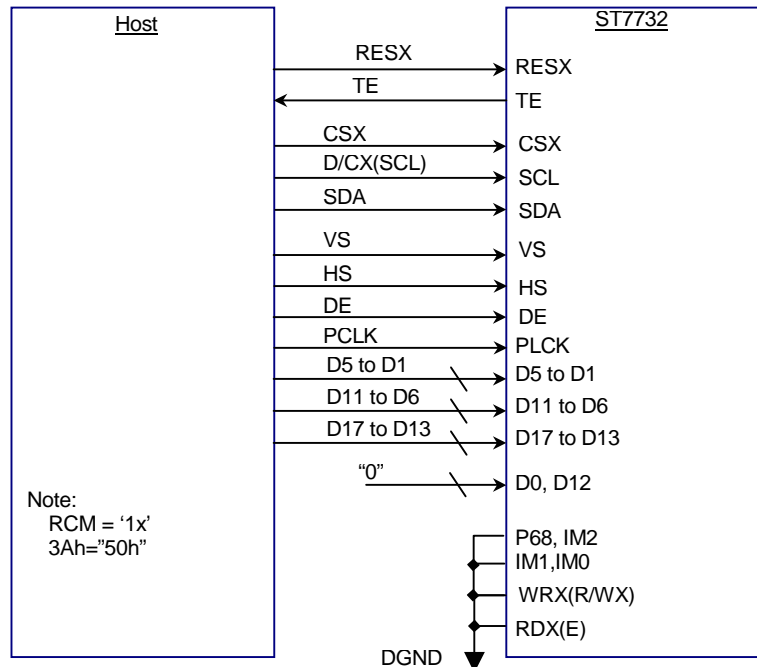 Host
ST7732
RESX
RESX
TE
TE
CSX
CSX
D/CX(SCL)
SCL
SDA
SDA
VS
VS
HS
HS
DE
DE
PCLK
PLCK
D5 to D1
D5 to D1
D11 to D6
D11 to D6
D17 to D13
D17 to D13
“0”
D0, D12
Note:
RCM = ‘1x’
3Ah=”50h”
P68, IM2
IM1,IM0
WRX(R/WX)
RDX(E)
DGND